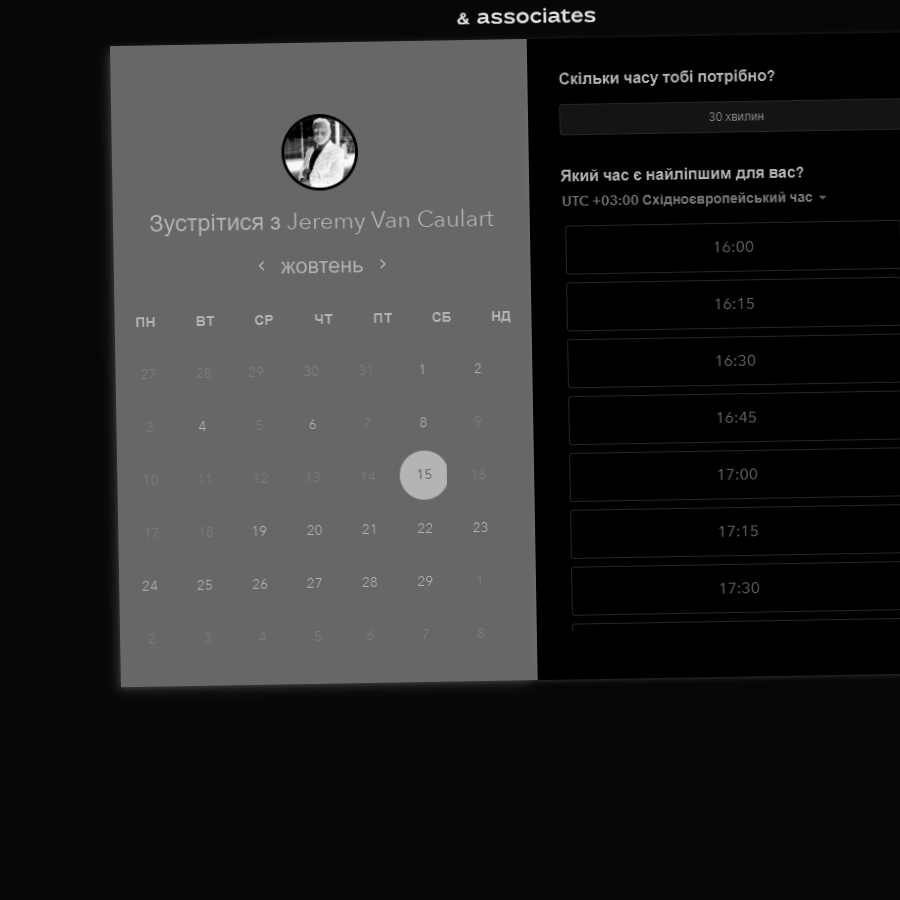 & associates
Зустрітися з Jeremy Van Caulart
жовтень
ПН ВТ СР ЧТ ПТ СБ НД
27 28 29 30 31 1 2
3 4 5 6 7 8 9
10 11 12 13 14 15 16
17 18 19 20 21 22 23
24 25 26 27 28 29 1
2 3 4 5 6 7 8
Скільки часу тобі потрібно?
30 хвилин
Який час є найліпшим для вас?
UTC +03:00 Східноєвропейський час
16:00
16:15
16:30
16:45
17:00
17:15
17:30